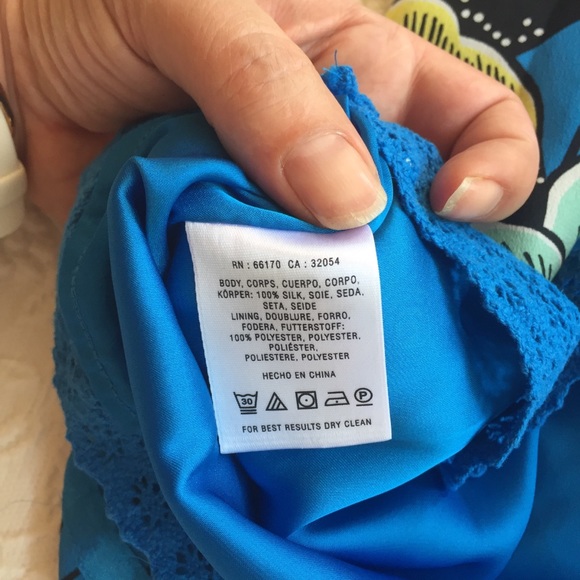 RN : 66170 CA : 32054
BODY, CORPS, CUERPO, CORPO,
KÖRPER: 100% SILK, SOIE, SEDA,
SETA, SEIDE
LINING, DOUBLURE, FORRO,
FODERA, FUTTERSTOFF:
100% POLYESTER, POLYESTER,
POLIÉSTER,
POLIESTERE, POLYESTER
HECHO EN CHINA
30 P
FOR BEST RESULTS DRY CLEAN